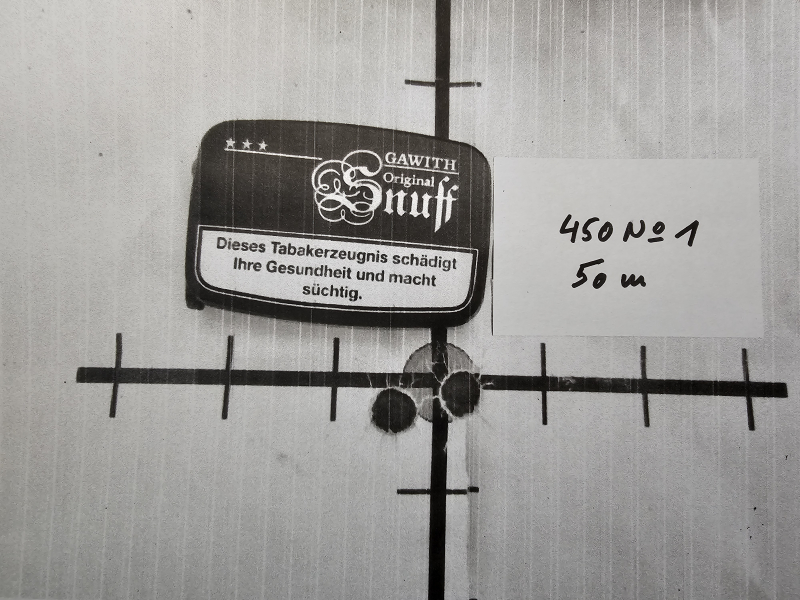 ★★★
GAWITH
Original
Snuff
Dieses Tabakerzeugnis schädigt
Ihre Gesundheit und macht
süchtig.
450 No 1
50 m